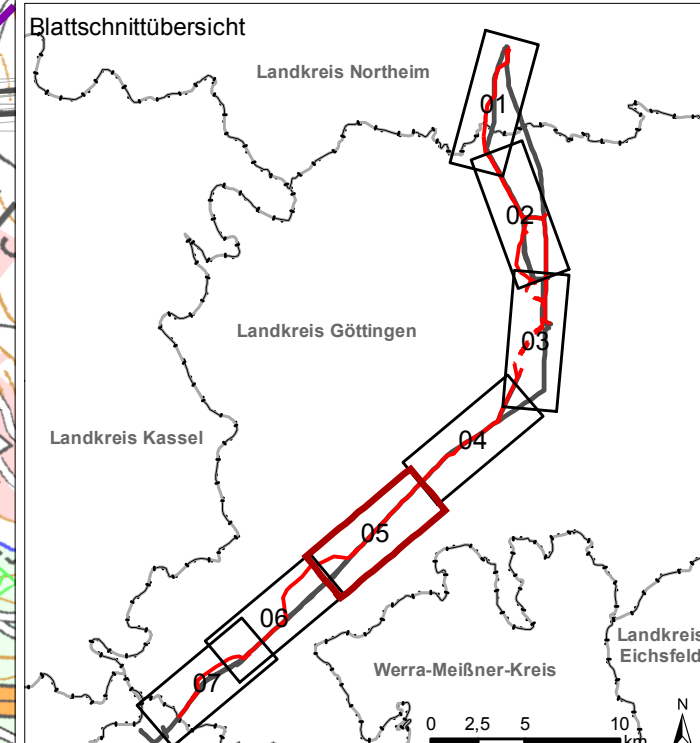 Blattschnittübersicht
Landkreis Northeim
01
02
Landkreis Göttingen
03
Landkreis Kassel
04
05
06
Landkreis
Eichsfeld
Werra-Meißner-Kreis
07
N
0 2,5 5 10
km